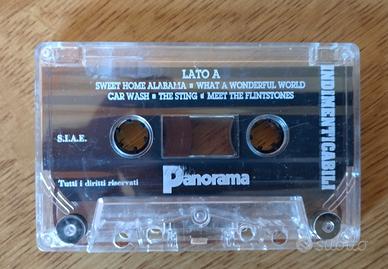 LATO A
SWEET HOME ALABAMA ■ WHAT A WONDERFUL WORLD
CAR WASH ■ THE STING ■ MEET THE FLINTSTONES
INDIMENTICABILI
S.I.A.E.
Tutti i diritti riservati
Panorama
subito